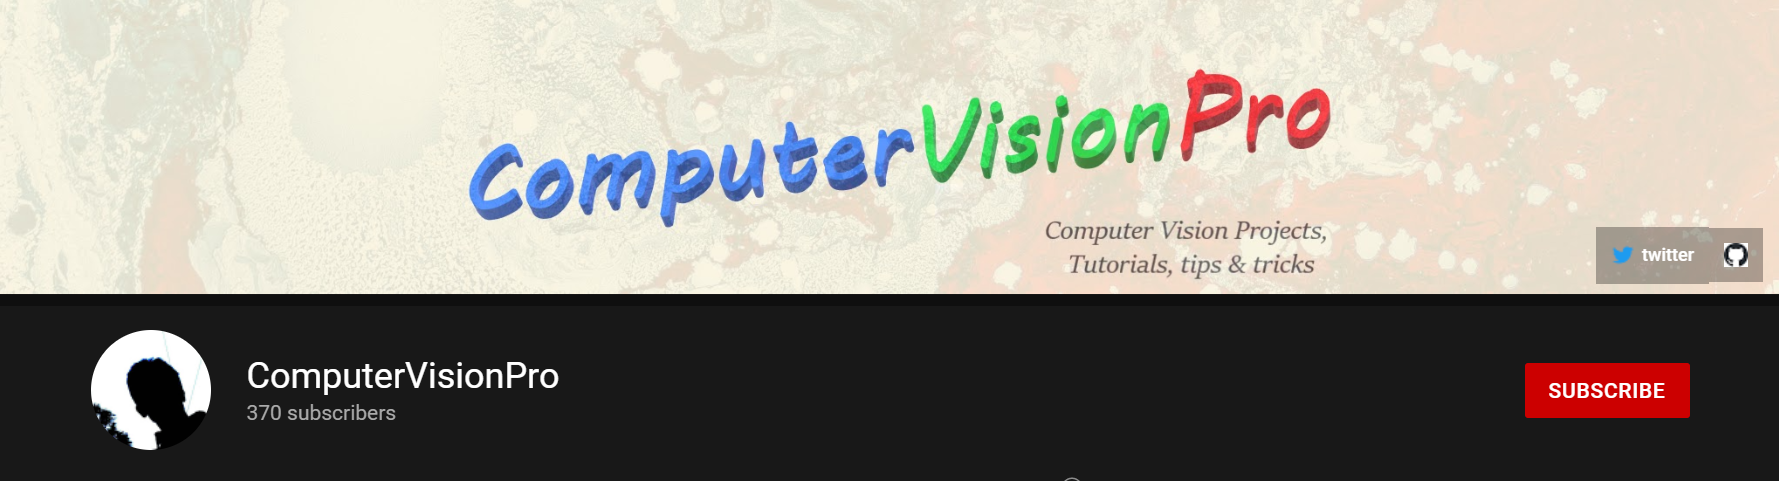 ComputerVisionPro
Computer Vision Projects,
Tutorials, tips & tricks
twitter
ComputerVisionPro
370 subscribers
SUBSCRIBE